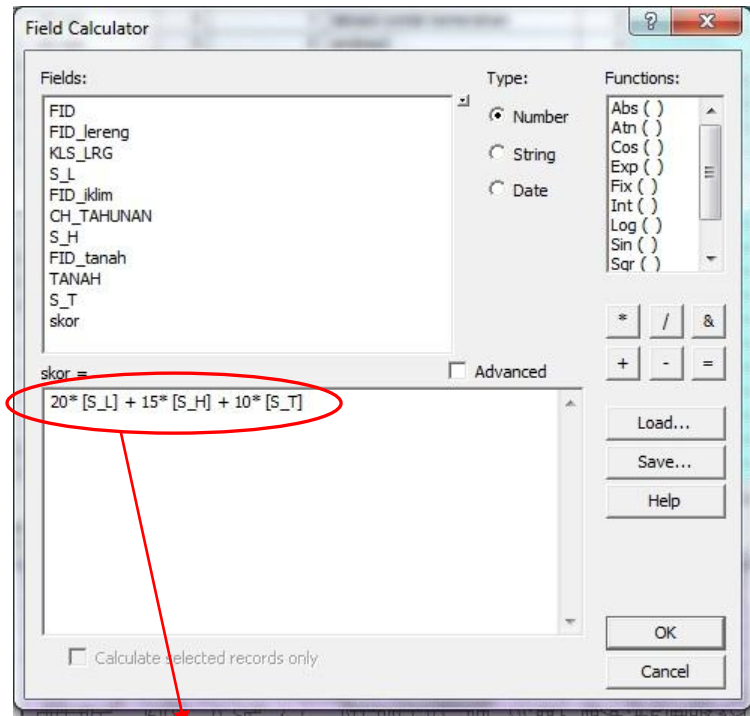 Field Calculator
Fields:
FID
FID_lereng
KLS_LRG
S_L
FID_iklim
CH_TAHUNAN
S_H
FID_tanah
TANAH
S_T
skor
Type:
Number
String
Date
Functions:
Abs ( )
Atn ( )
Cos ( )
Exp ( )
Fix ( )
Int ( )
Log ( )
Sin ( )
Sqr ( )
* / &
+ - =
skor =
Advanced
20* [S_L] + 15* [S_H] + 10* [S_T]
Load...
Save...
Help
Calculate selected records only
OK
Cancel